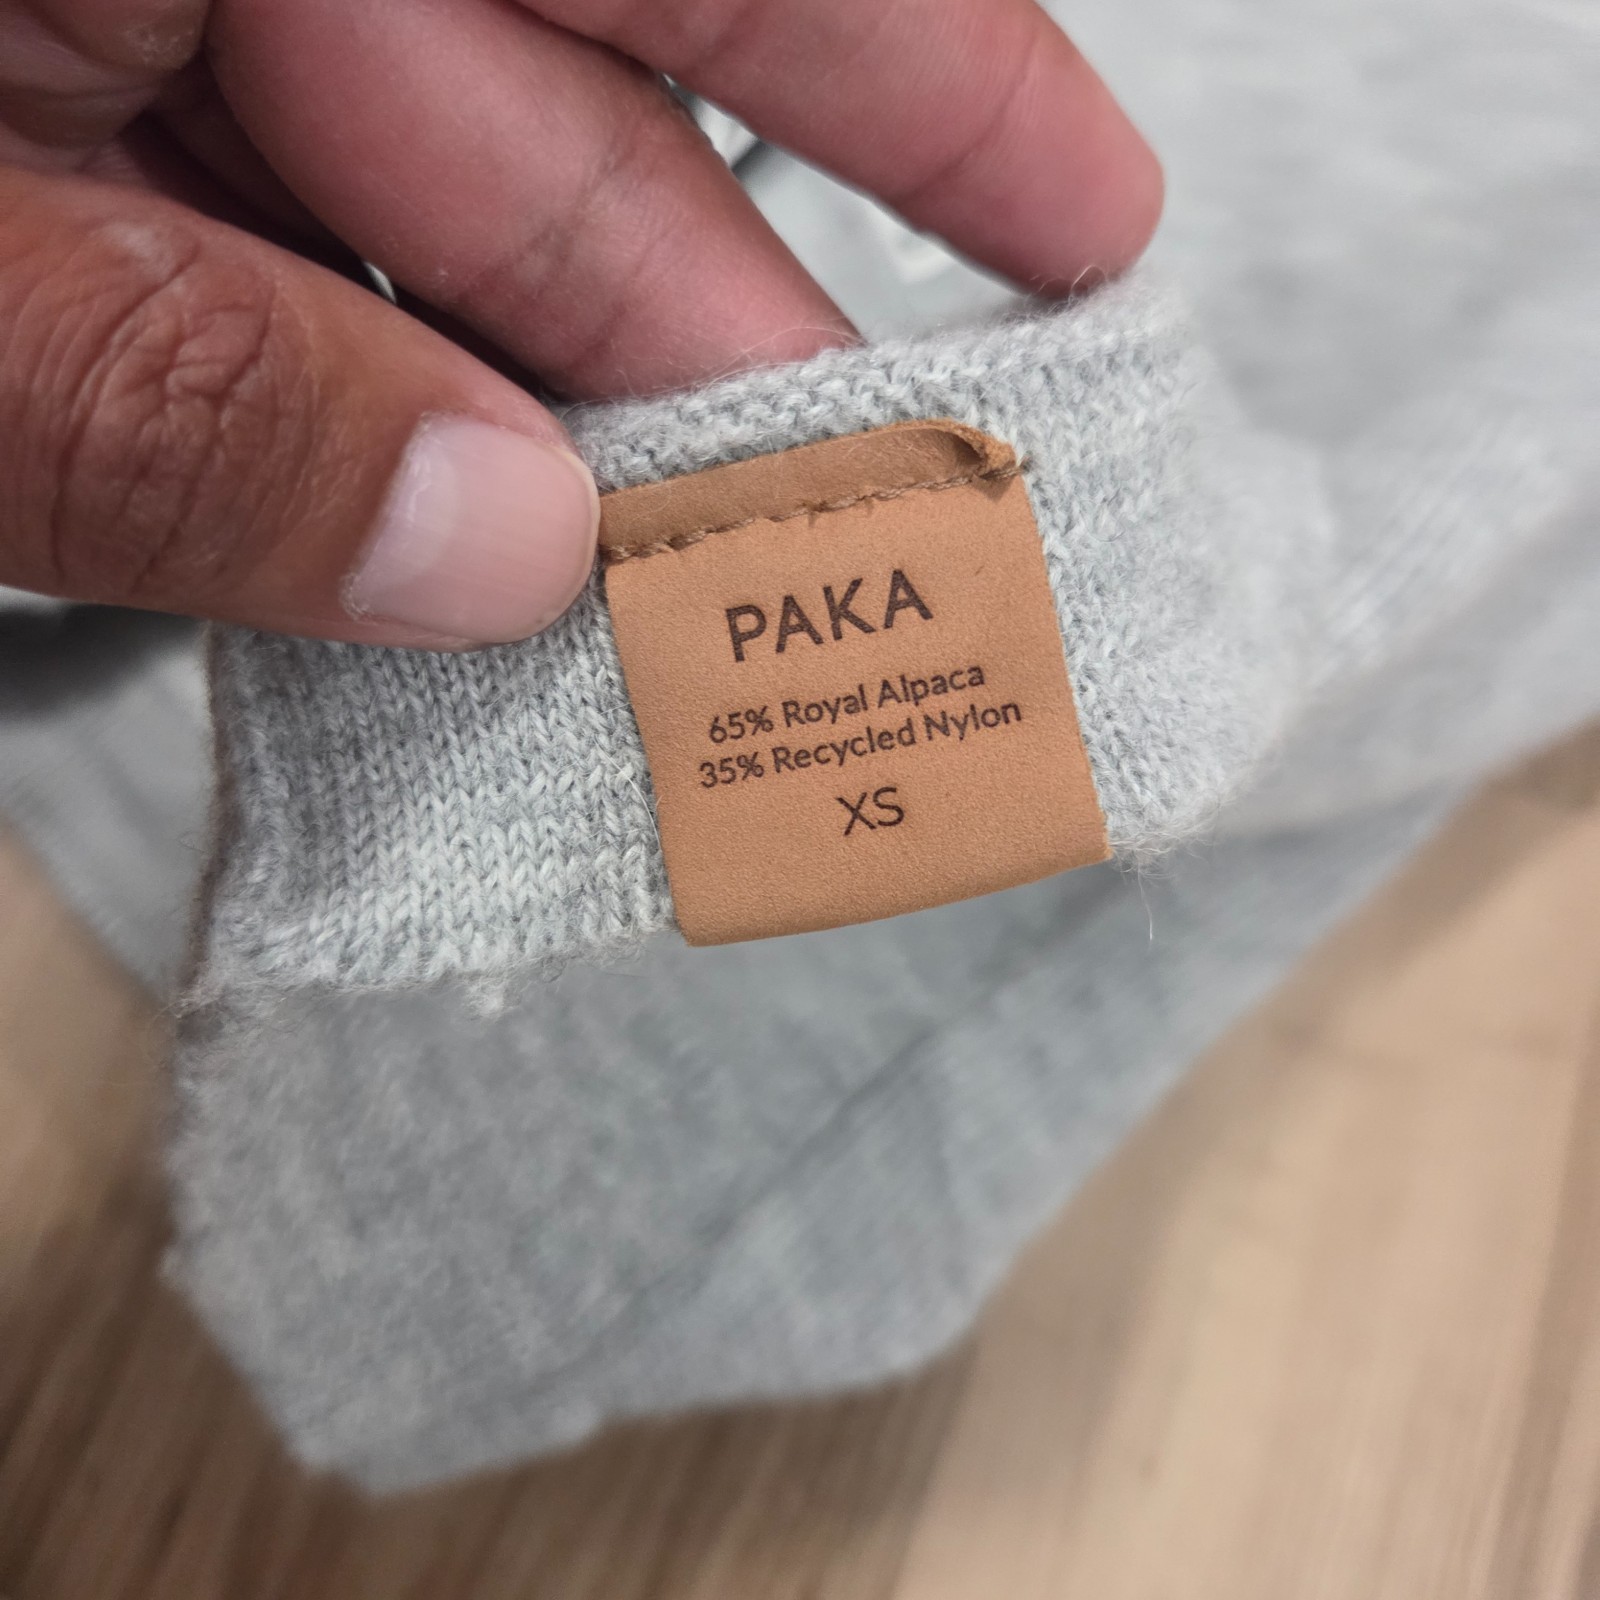 PAKA
65% Royal Alpaca
35% Recycled Nylon
XS